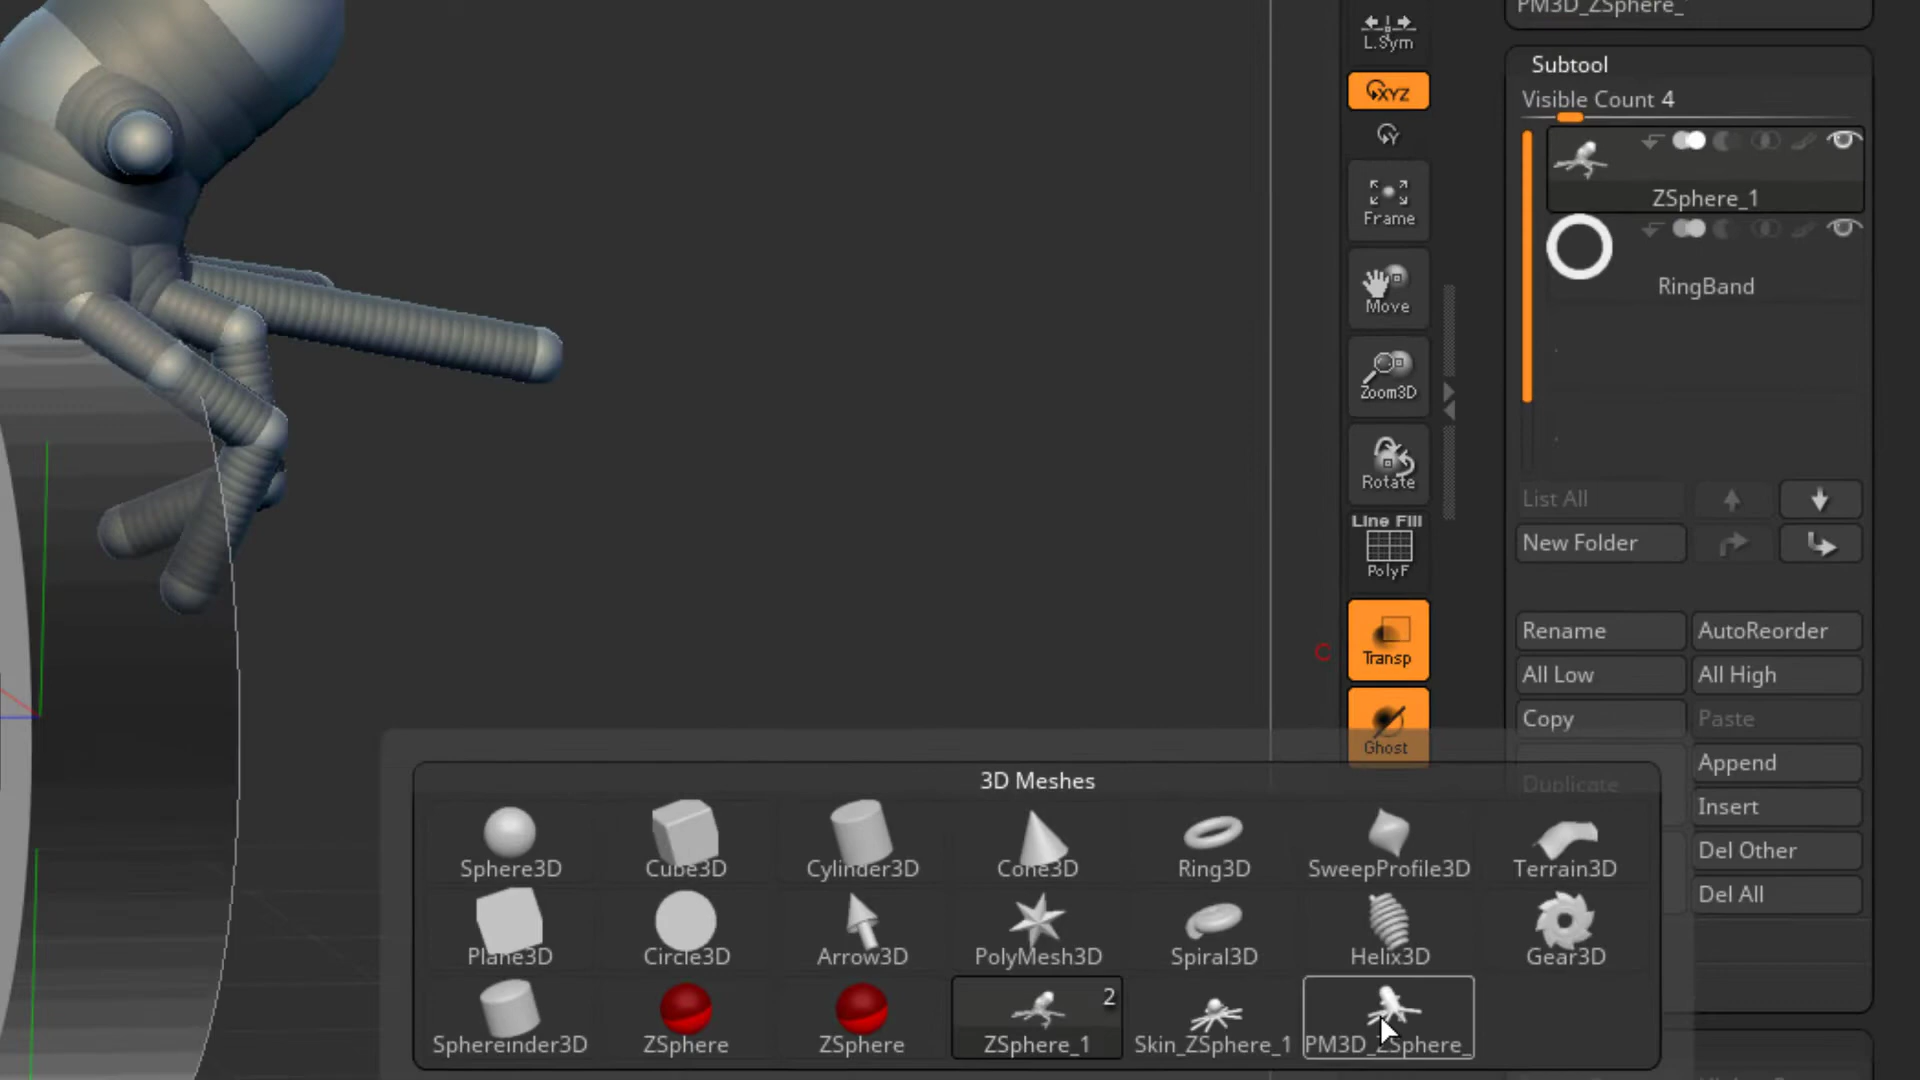 PM3D_ZSphere_
L.Sym
XYZ
Y
Frame
Move
Zoom3D
Rotate
Line Fill
PolyF
Transp
Ghost
Subtool
Visible Count 4
ZSphere_1
RingBand
List All
New Folder
Rename
AutoReorder
All Low
All High
Copy
Paste
Duplicate
Append
Insert
Del Other
Del All
3D Meshes
Sphere3D
Cube3D
Cylinder3D
Cone3D
Ring3D
SweepProfile3D
Terrain3D
Plane3D
Circle3D
Arrow3D
PolyMesh3D
Spiral3D
Helix3D
Gear3D
Sphereinder3D
ZSphere
ZSphere
2
ZSphere_1
Skin_ZSphere_1
PM3D_ZSphere_